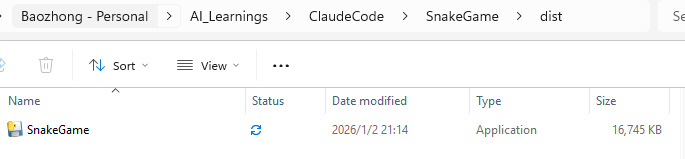 Baozhong - Personal > AI_Learnings > ClaudeCode > SnakeGame > dist Se
Sort View ...
Name Status Date modified Type Size
SnakeGame 2026/1/2 21:14 Application 16,745 KB